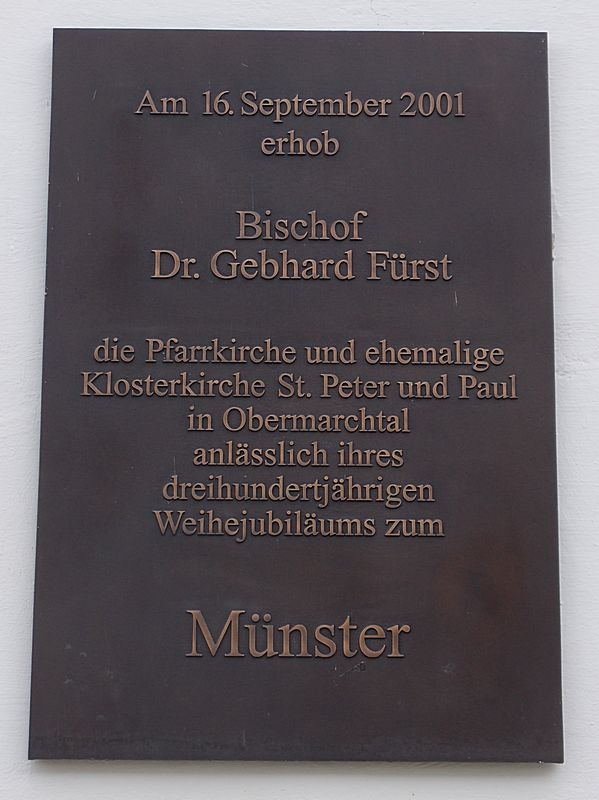 Am 16. September 2001
erhob
Bischof
Dr. Gebhard Fürst
die Pfarrkirche und ehemalige
Klosterkirche St. Peter und Paul
in Obermarchtal
anlässlich ihres
dreihundertjährigen
Weihejubiläums zum
Münster